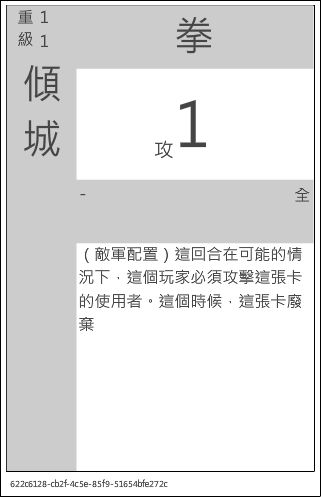 重 1
級 1
傾城
拳
攻 1
- 全
（敵軍配置）這回合在可能的情
況下，這個玩家必須攻擊這張卡
的使用者。這個時候，這張卡廢
棄
622c6128-cb2f-4c5e-85f9-51654bfe272c